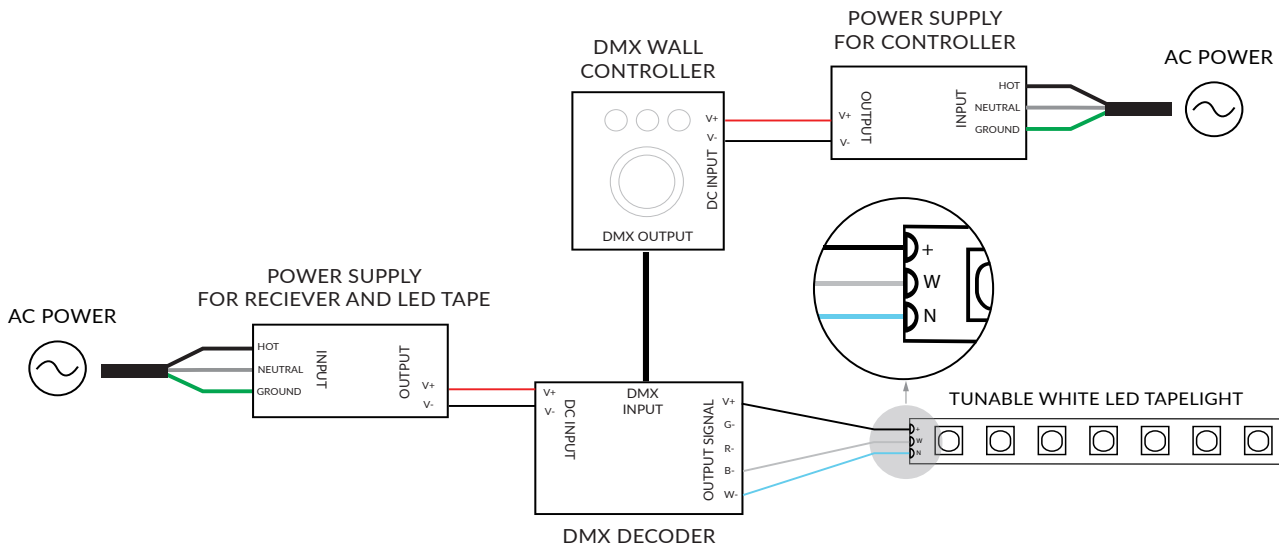 POWER SUPPLY
FOR CONTROLLER
AC POWER
DMX WALL
CONTROLLER
HOT
NEUTRAL
GROUND
INPUT
OUTPUT
V+
V-
V+
V-
DC INPUT
DMX OUTPUT
+
W
N
POWER SUPPLY
FOR RECIEVER AND LED TAPE
AC POWER
HOT
NEUTRAL
GROUND
INPUT
OUTPUT
V+
V-
V+
V-
DC INPUT
DMX
INPUT
OUTPUT SIGNAL
V+
G-
R-
B-
W-
DMX DECODER
TUNABLE WHITE LED TAPELIGHT
+
W
N